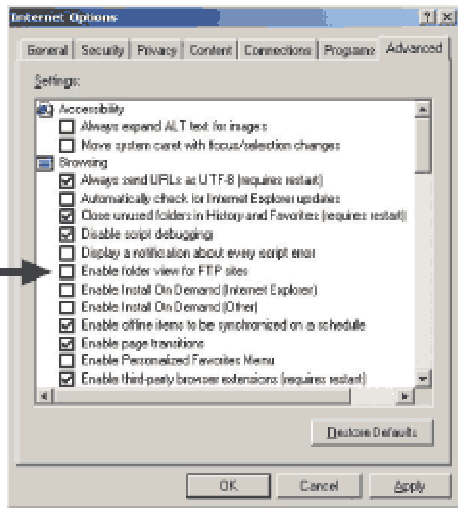 Internet Options
General Security Privacy Content Connections Programs Advanced
Settings:
Accessibility
Always expand ALT text for images
Move system caret with focus/selection changes
Browsing
Always send URLs as UTF-8 (requires restart)
Automatically check for Internet Explorer updates
Close unused folders in History and Favorites (requires restart)
Disable script debugging
Display a notification about every script error
Enable folder view for FTP sites
Enable Install On Demand (Internet Explorer)
Enable Install On Demand (Other)
Enable offline items to be synchronized on a schedule
Enable page transitions
Enable Personalized Favorites Menu
Enable third-party browser extensions (requires restart)
Restore Defaults
OK Cancel Apply